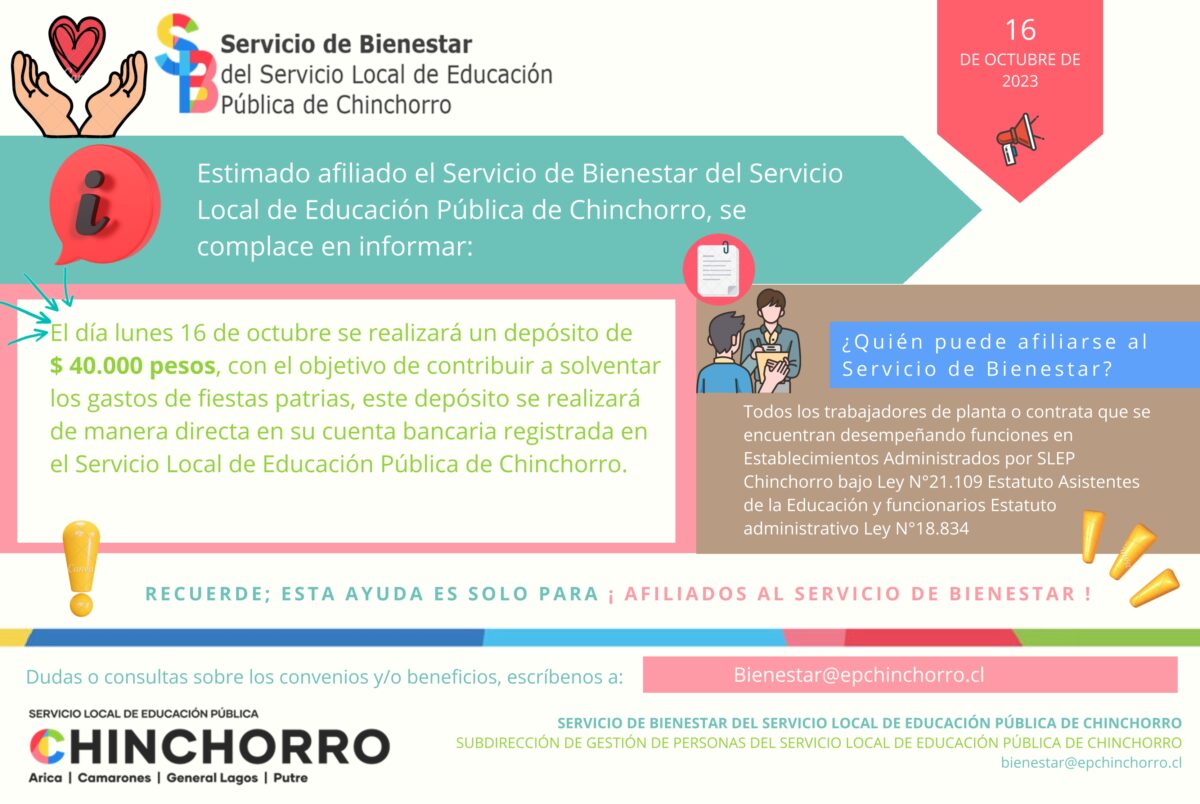 Servicio de Bienestar
del Servicio Local de Educación
Pública de Chinchorro
16
DE OCTUBRE DE
2023
Estimado afiliado el Servicio de Bienestar del Servicio
Local de Educación Pública de Chinchorro, se
complace en informar:
El día lunes 16 de octubre se realizará un depósito de
$ 40.000 pesos, con el objetivo de contribuir a solventar
los gastos de fiestas patrias, este depósito se realizará
de manera directa en su cuenta bancaria registrada en
el Servicio Local de Educación Pública de Chinchorro.
¿Quién puede afiliarse al
Servicio de Bienestar?
Todos los trabajadores de planta o contrata que se
encuentran desempeñando funciones en
Establecimientos Administrados por SLEP
Chinchorro bajo Ley N°21.109 Estatuto Asistentes
de la Educación y funcionarios Estatuto
administrativo Ley N°18.834
RECUERDE; ESTA AYUDA ES SOLO PARA ¡ AFILIADOS AL SERVICIO DE BIENESTAR !
Dudas o consultas sobre los convenios y/o beneficios, escríbenos a:
Bienestar@epchinchorro.cl
SERVICIO LOCAL DE EDUCACIÓN PÚBLICA
CHINCHORRO
Arica | Camarones | General Lagos | Putre
SERVICIO DE BIENESTAR DEL SERVICIO LOCAL DE EDUCACIÓN PÚBLICA DE CHINCHORRO
SUBDIRECCIÓN DE GESTIÓN DE PERSONAS DEL SERVICIO LOCAL DE EDUCACIÓN PÚBLICA DE CHINCHORRO
bienestar@epchinchorro.cl